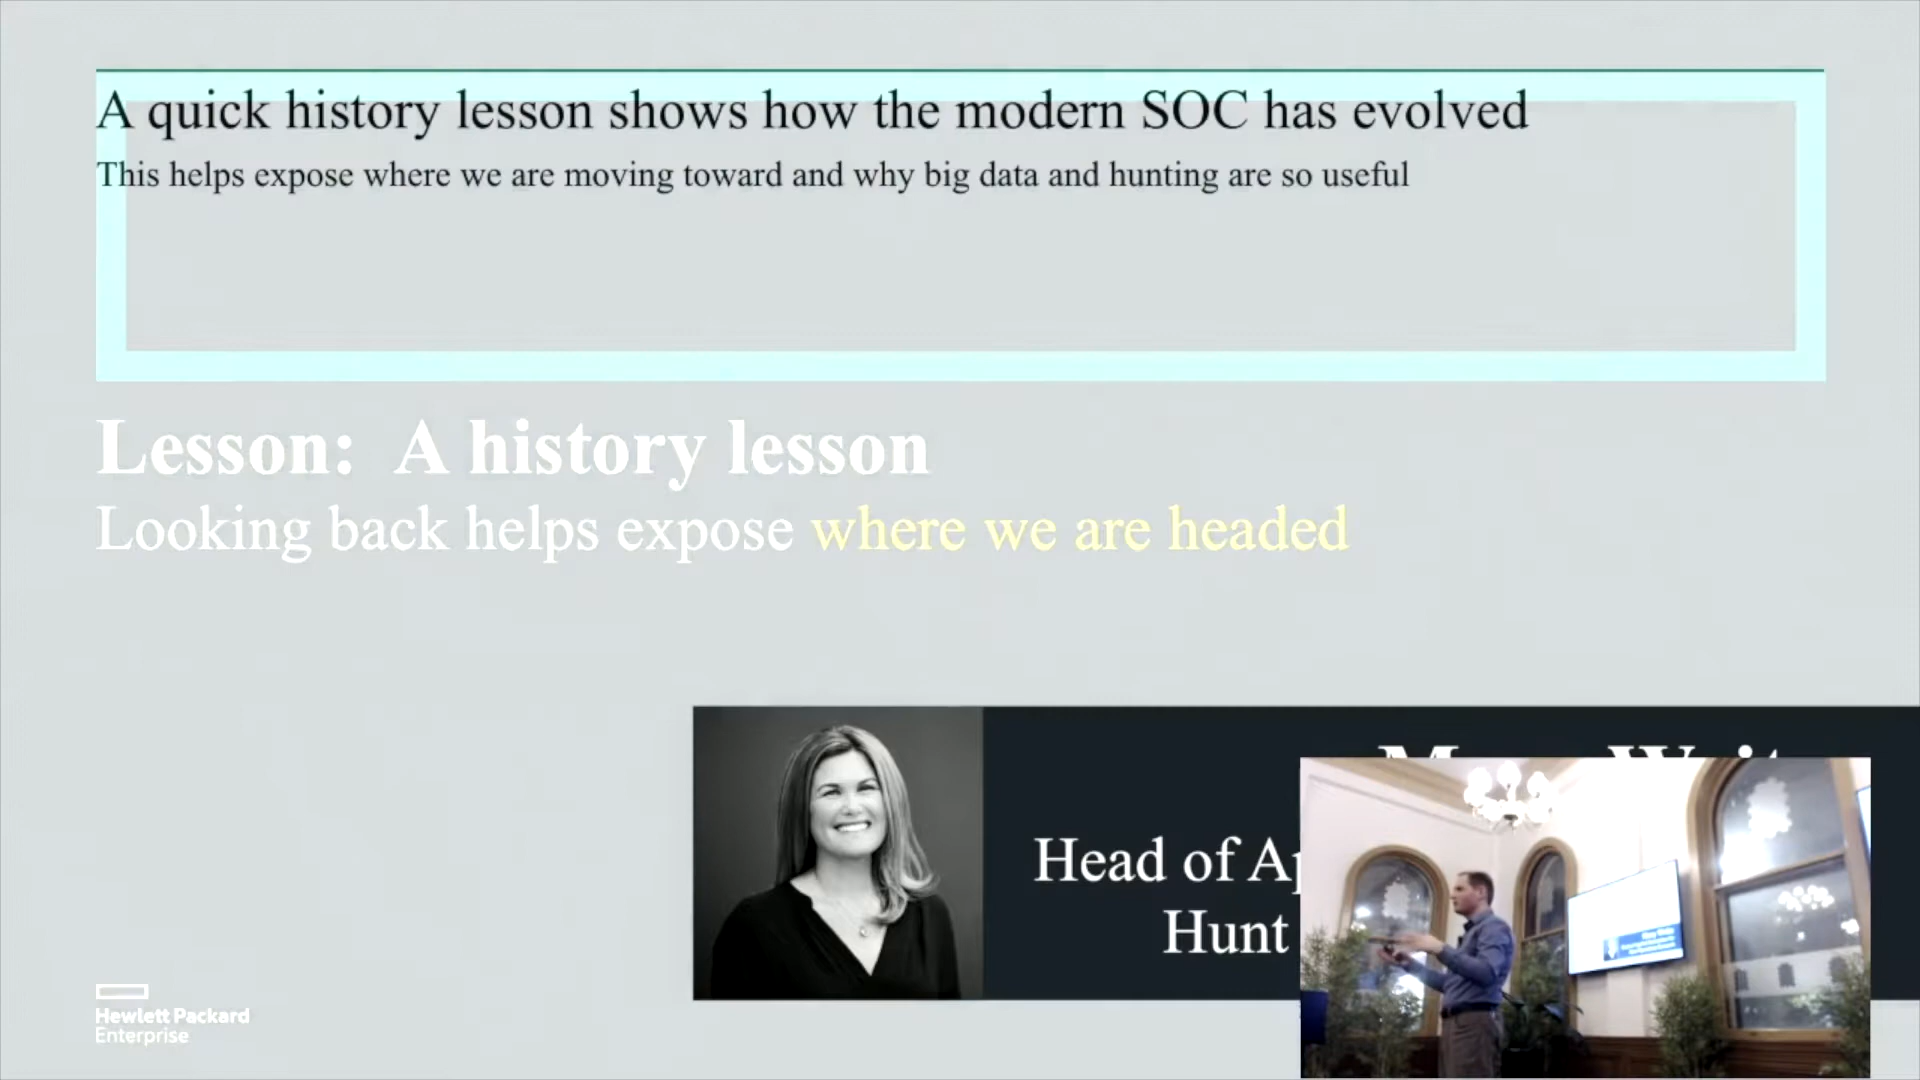 A quick history lesson shows how the modern SOC has evolved
This helps expose where we are moving toward and why big data and hunting are so useful
Lesson: A history lesson
Looking back helps expose where we are headed
Head of
Hunt
Hewlett Packard
Enterprise